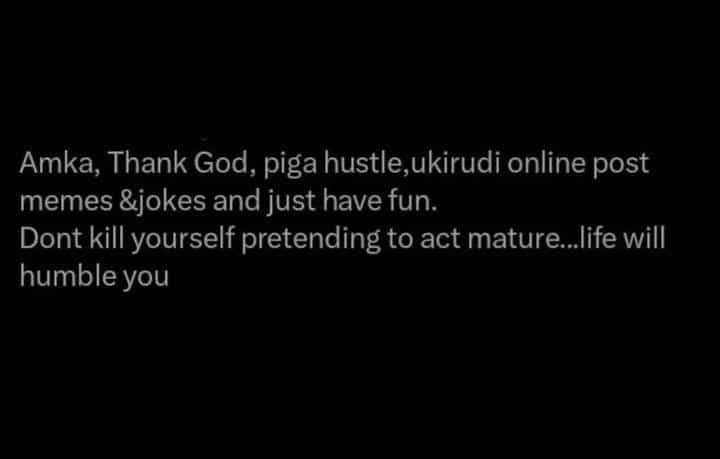 Amka, Thank God, piga hustle,ukirudi online post
memes &jokes and just have fun.
Dont kill yourself pretending to act mature...life will
humble you